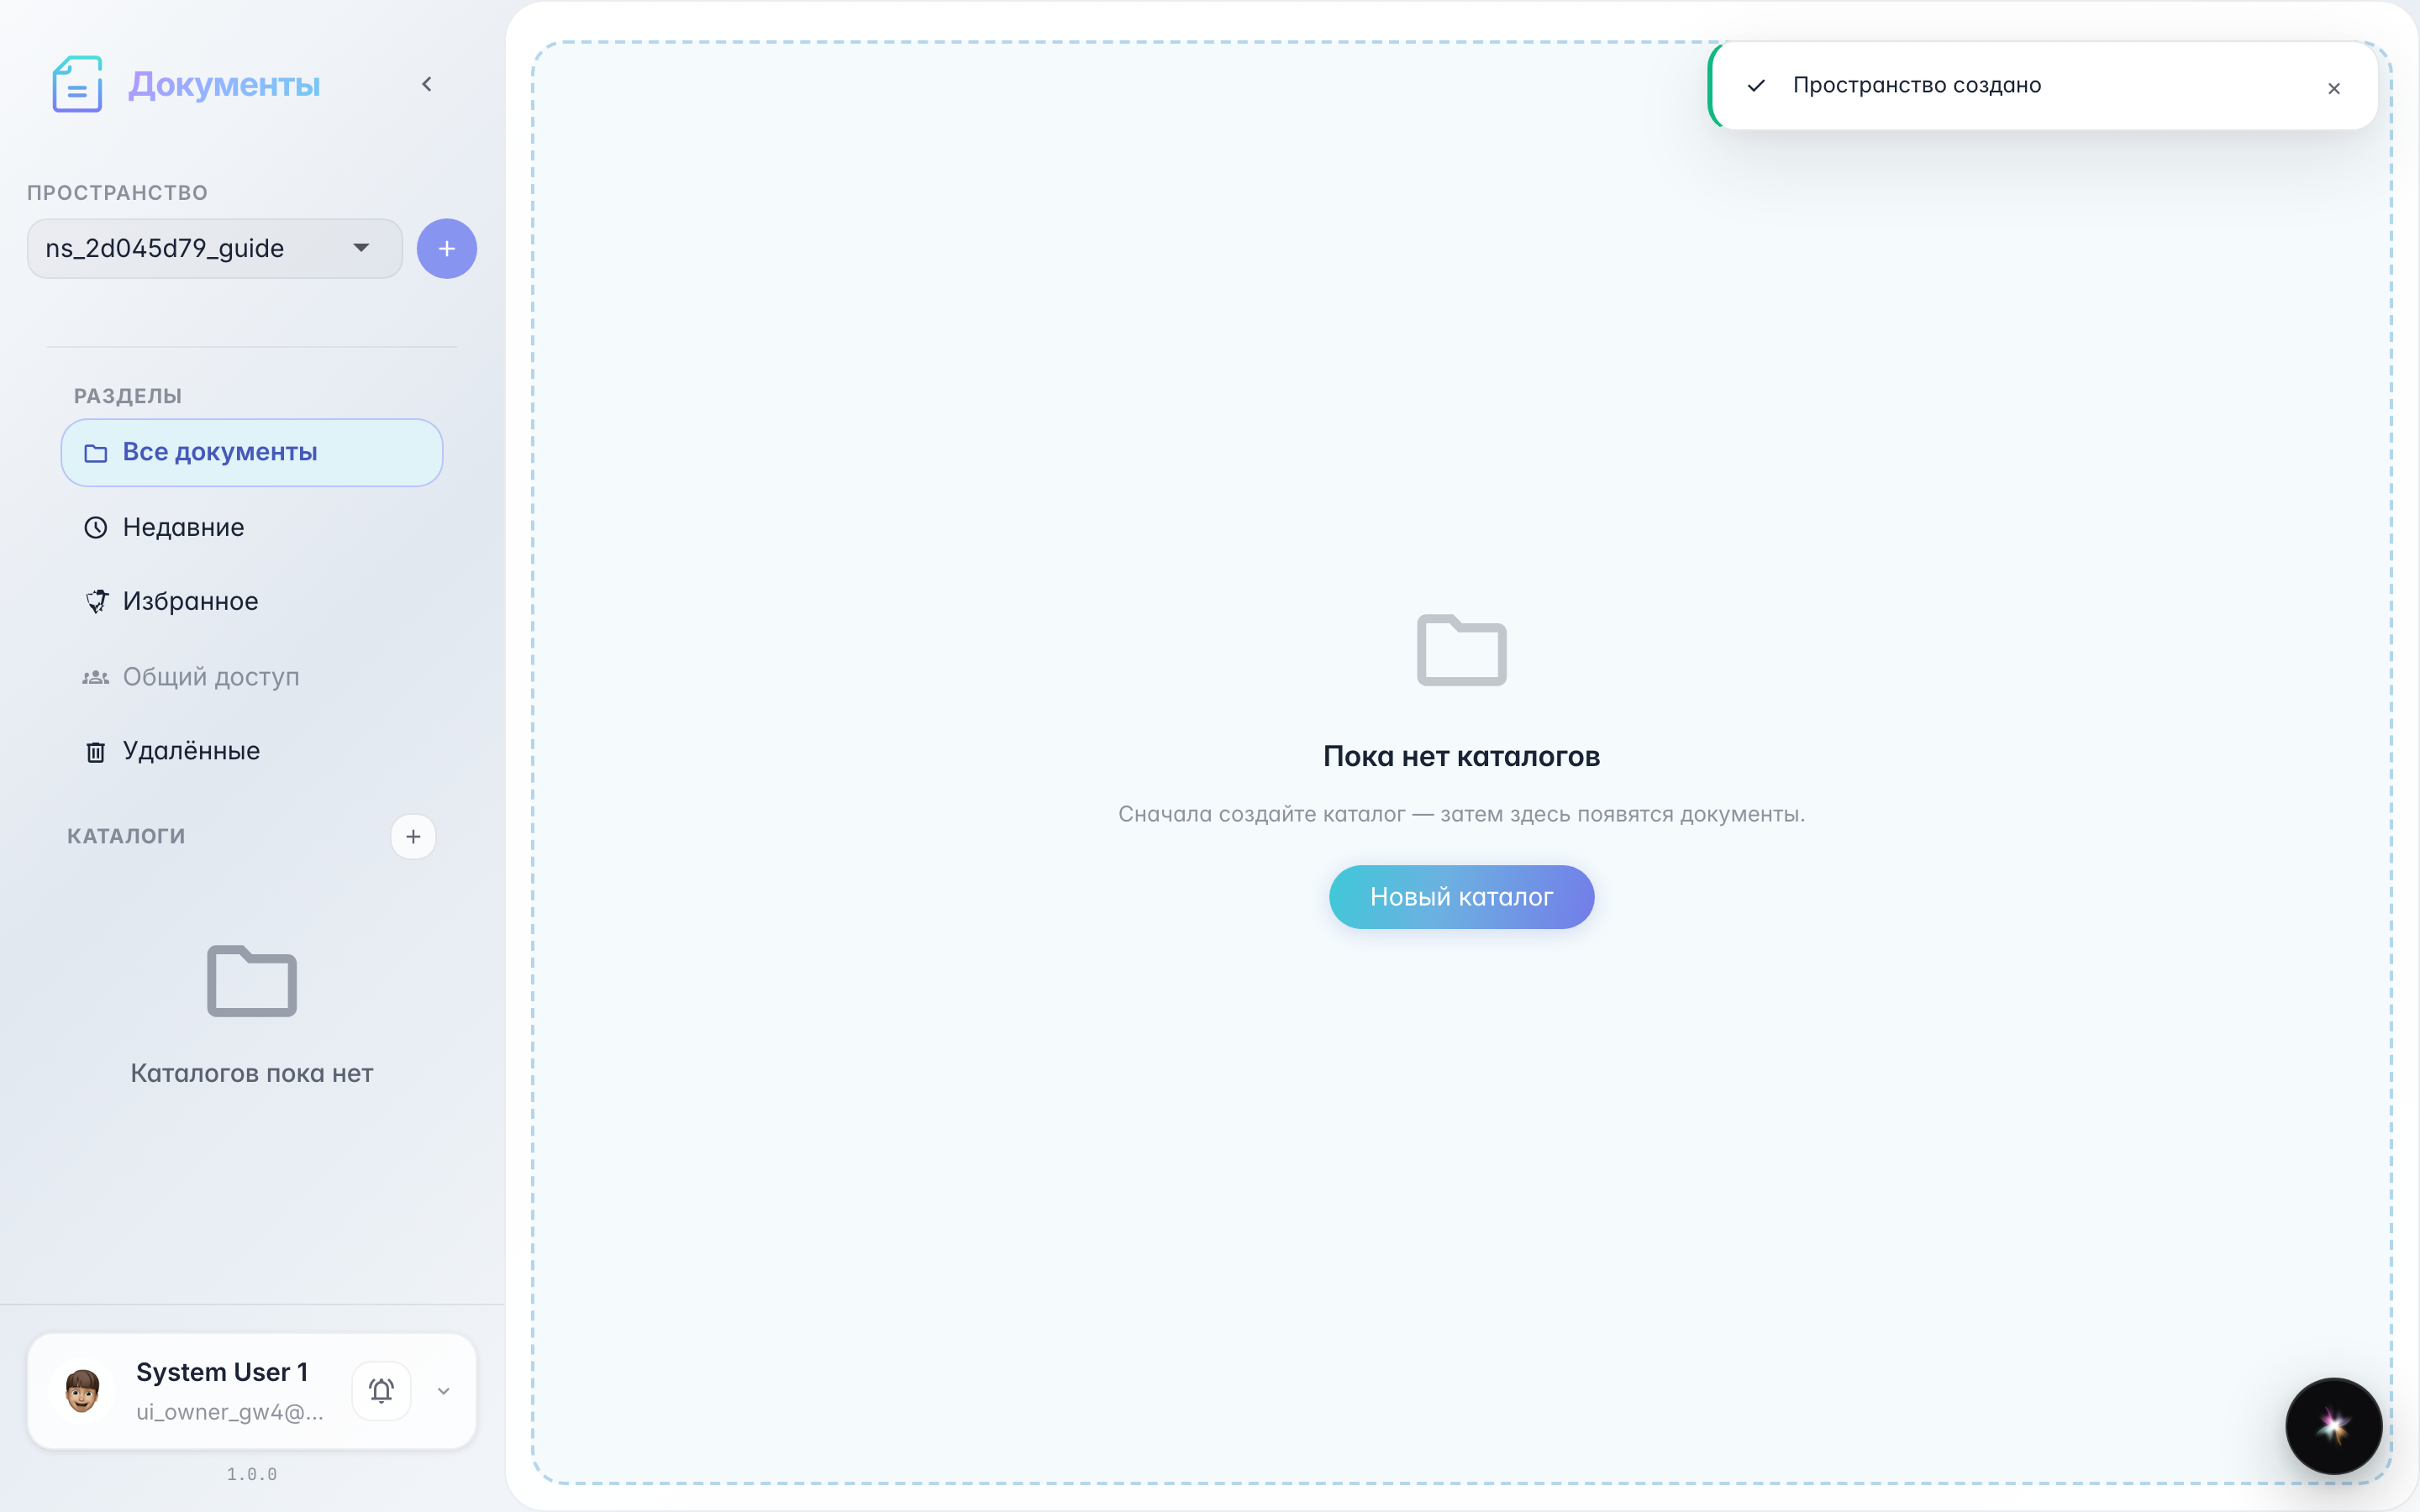 Документы
ПРОСТРАНСТВО
ns_2d045d79_guide
РАЗДЕЛЫ
Все документы
Недавние
Избранное
Общий доступ
Удалённые
КАТАЛОГИ
Каталогов пока нет
System User 1
ui_owner_gw4@...
1.0.0
Пространство создано
Пока нет каталогов
Сначала создайте каталог — затем здесь появятся документы.
Новый каталог